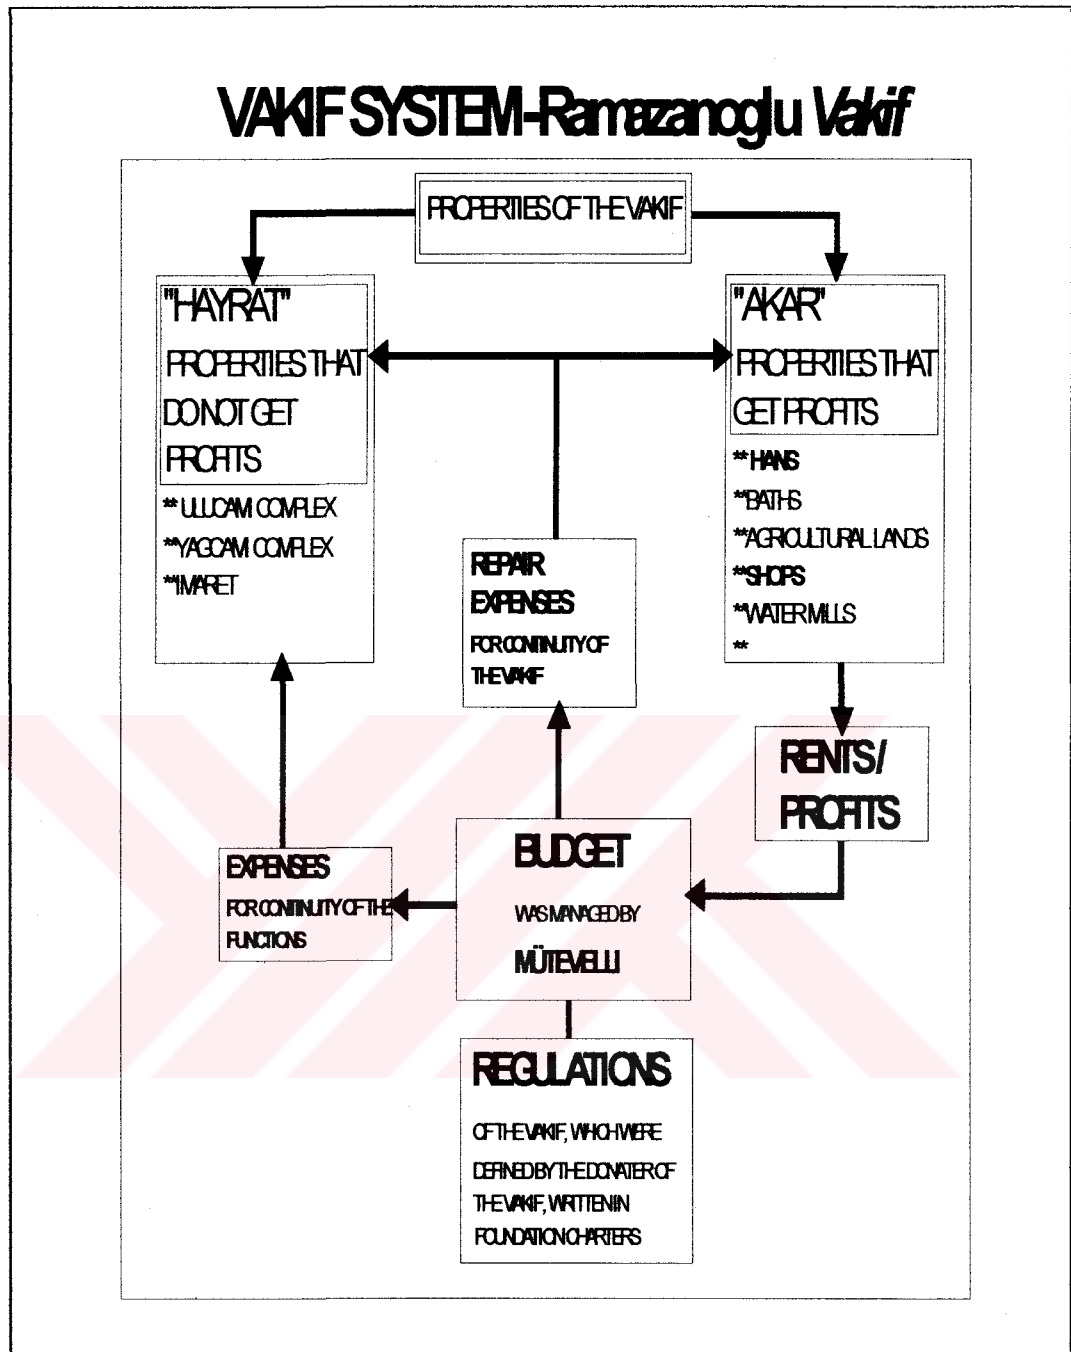 VAKIF SYSTEM-Ramazanoglu Vakif
PROPERTIES OF THE VAKIF
"HAYRAT"
PROPERTIES THAT
DO NOT GET
PROFITS
** ULUCAMI COMPLEX
**YAGCAMI COMPLEX
**IMARET
"AKAR"
PROPERTIES THAT
GET PROFITS
** HANS
**BATHS
**AGRICULTURAL LANDS
**SHOPS
**WATER MILLS
**
REPAIR
EXPENSES
FOR CONTINUITY OF
THE VAKIF
RENTS/
PROFITS
EXPENSES
FOR CONTINUITY OF THE
FUNCTIONS
BUDGET
WAS MANAGED BY
MÜTEVELLI
REGULATIONS
OF THE VAKIF, WHICH WERE
DEFINED BY THE DONATER OF
THE VAKIF, WRITTEN IN
FOUNDATION CHARTERS